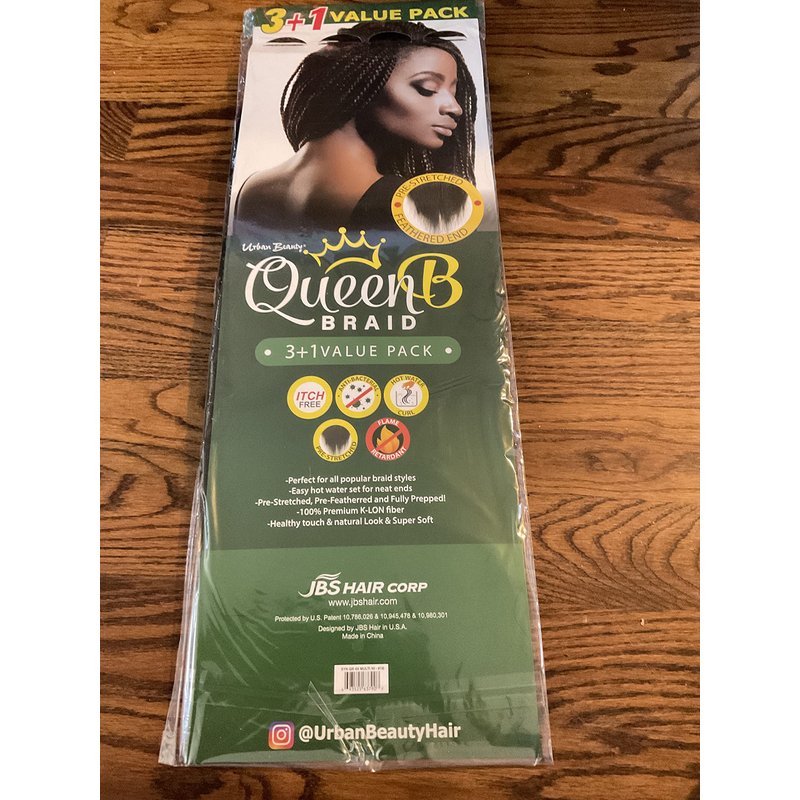 3+1 VALUE PACK
PRE-STRETCHED
FEATHERED END
Urban Beauty
QueenB
BRAID
3+1 VALUE PACK
ITCH
FREE
ANTI-BACTERIAL
HOT WATER
CURL
PRE-STRETCHED
FLAME
RETARDANT
-Perfect for all popular braid styles
-Easy hot water set for neat ends
-Pre-Stretched, Pre-Featherred and Fully Prepped!
-100% Premium K-LON fiber
-Healthy touch & natural Look & Super Soft
JBS HAIR CORP
www.jbshair.com
Protected by U.S. Patent 10,786,026 & 10,945,478 & 10,980,301
Designed by JBS Hair in U.S.A.
Made in China
@UrbanBeautyHair